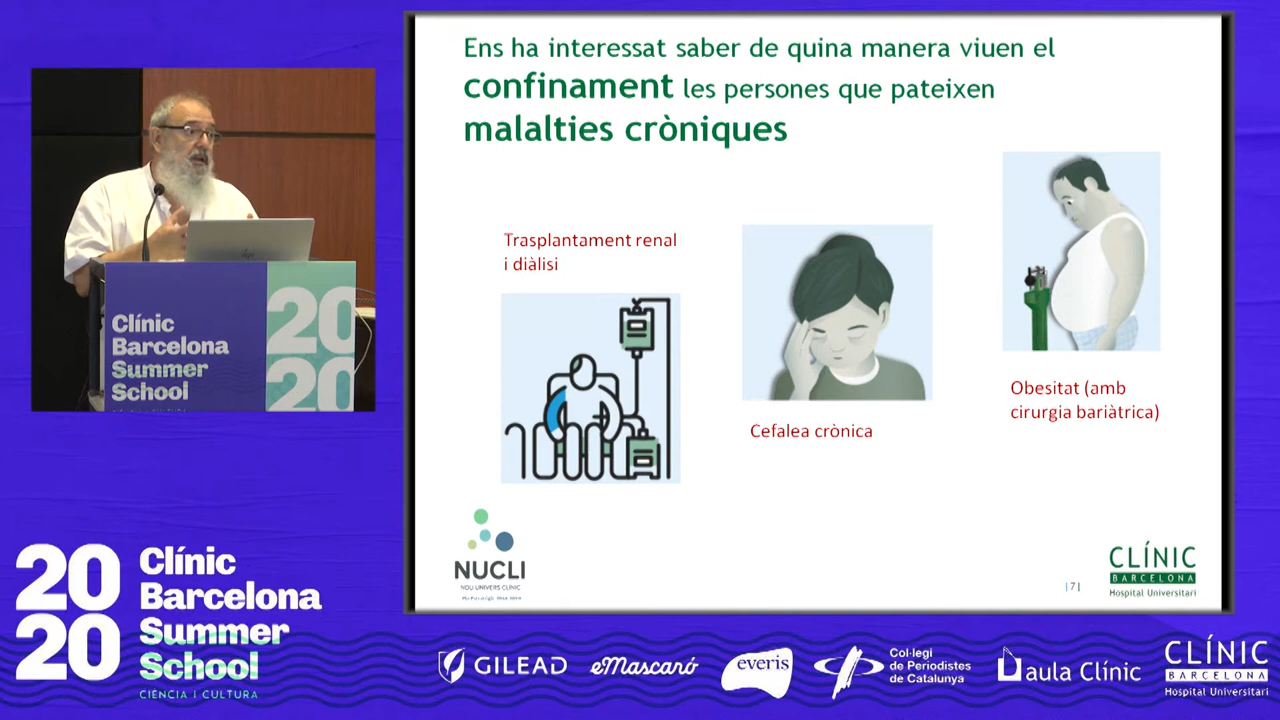 Ens ha interessat saber de quina manera viuen el
confinament les persones que pateixen
malalties cròniques
Trasplantament renal
i diàlisi
Cefalea crònica
Obesitat (amb
cirurgia bariàtrica)
NUCLI
NOU UNIVERS CLÍNIC
|7|
CLÍNIC
BARCELONA
Hospital Universitari
Clínic
Barcelona
Summer
School
20
20
20
20
Clínic
Barcelona
Summer
School
CIÈNCIA I CULTURA
GILEAD
eMascaró
everis
Col·legi
de Periodistes
de Catalunya
aula Clínic
CLÍNIC
BARCELONA
Hospital Universitari